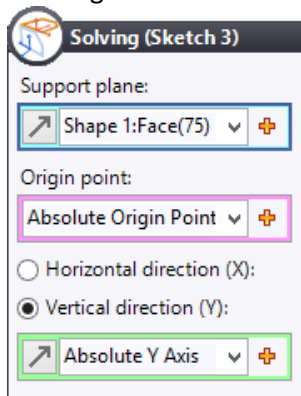 Solving (Sketch 3)
Support plane:
Shape 1:Face(75)
Origin point:
Absolute Origin Point
Horizontal direction (X):
Vertical direction (Y):
Absolute Y Axis